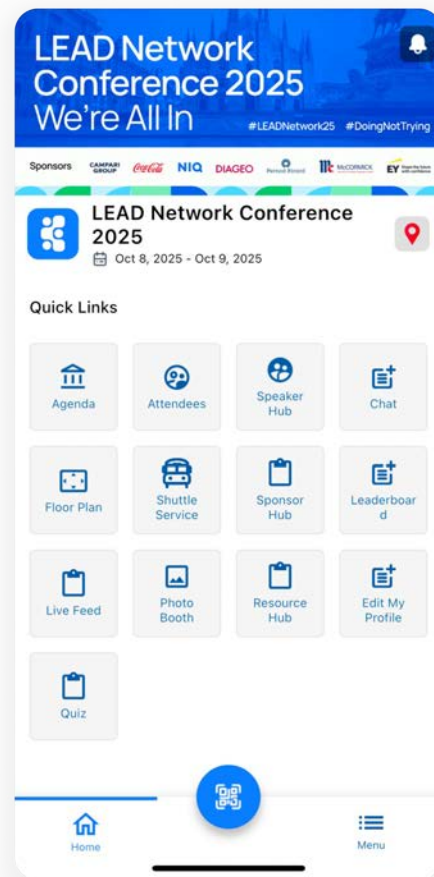 LEAD Network
Conference 2025
We're All In
#LEADNetwork25 #DoingNotTrying
Sponsors CAMPARI GROUP Coca-Cola NIQ DIAGEO Pernod Ricard McCORMICK EY
LEAD Network Conference
2025
Oct 8, 2025 - Oct 9, 2025
Quick Links
Agenda
Attendees
Speaker
Hub
Chat
Floor Plan
Shuttle
Service
Sponsor
Hub
Leaderboar
d
Live Feed
Photo
Booth
Resource
Hub
Edit My
Profile
Quiz
Home
Menu